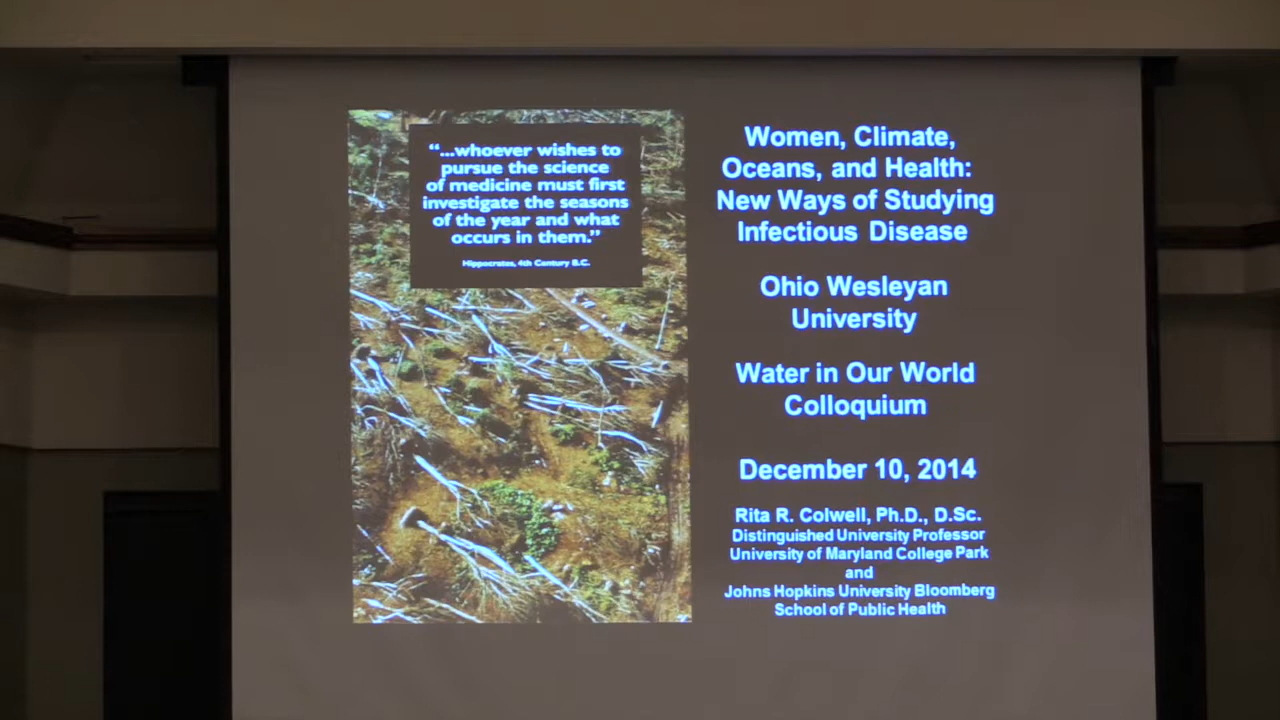 “...whoever wishes to
pursue the science
of medicine must first
investigate the seasons
of the year and what
occurs in them.”
Hippocrates, 4th Century B.C.
Women, Climate,
Oceans, and Health:
New Ways of Studying
Infectious Disease
Ohio Wesleyan
University
Water in Our World
Colloquium
December 10, 2014
Rita R. Colwell, Ph.D., D.Sc.
Distinguished University Professor
University of Maryland College Park
and
Johns Hopkins University Bloomberg
School of Public Health